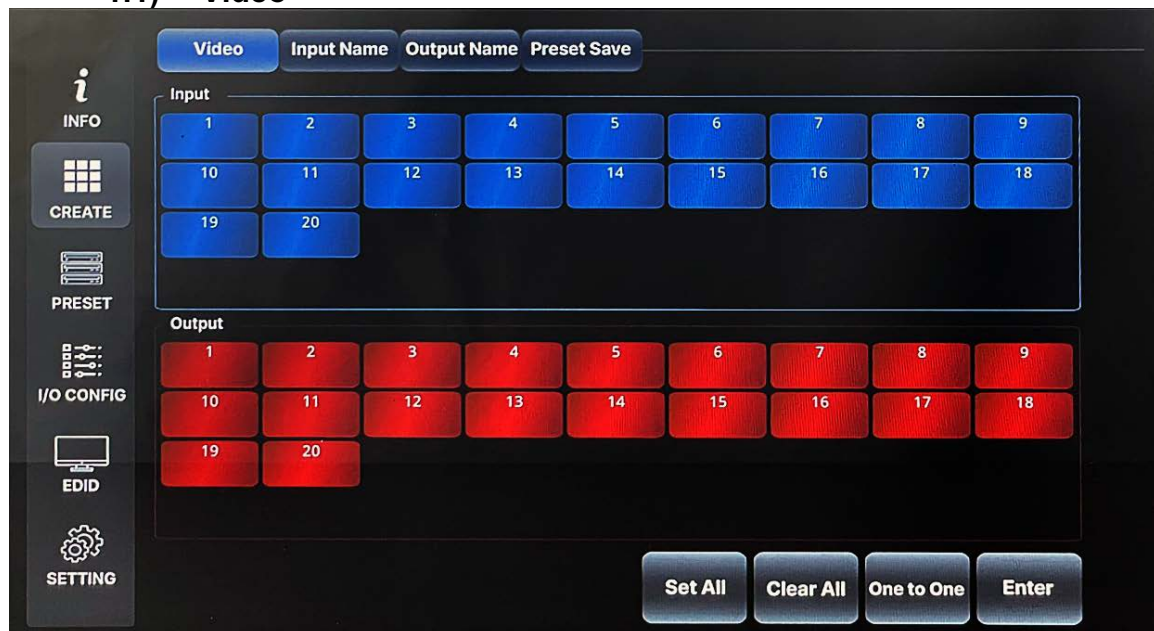 Video
Video Input Name Output Name Preset Save
i
INFO
CREATE
PRESET
I/O CONFIG
EDID
SETTING
Input
1 2 3 4 5 6 7 8 9
10 11 12 13 14 15 16 17 18
19 20
Output
1 2 3 4 5 6 7 8 9
10 11 12 13 14 15 16 17 18
19 20
Set All Clear All One to One Enter